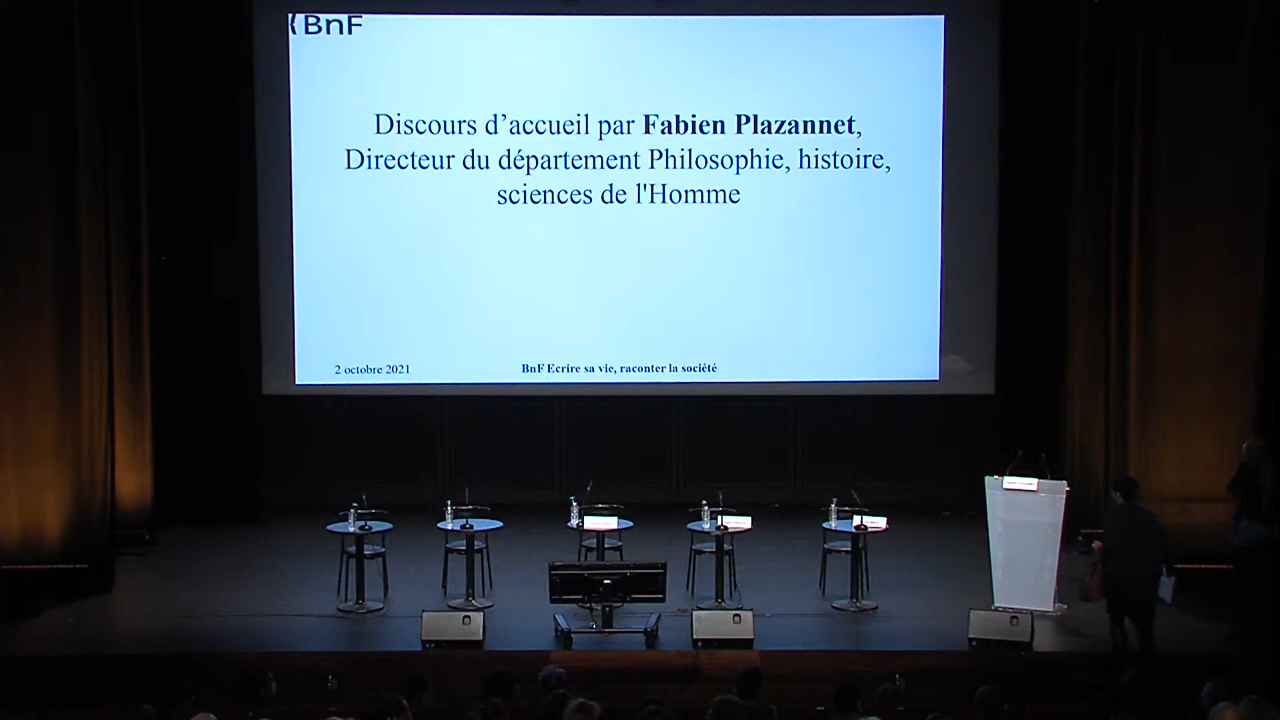 BnF
Discours d’accueil par Fabien Plazannet,
Directeur du département Philosophie, histoire,
sciences de l'Homme
2 octobre 2021
BnF Ecrire sa vie, raconter la société